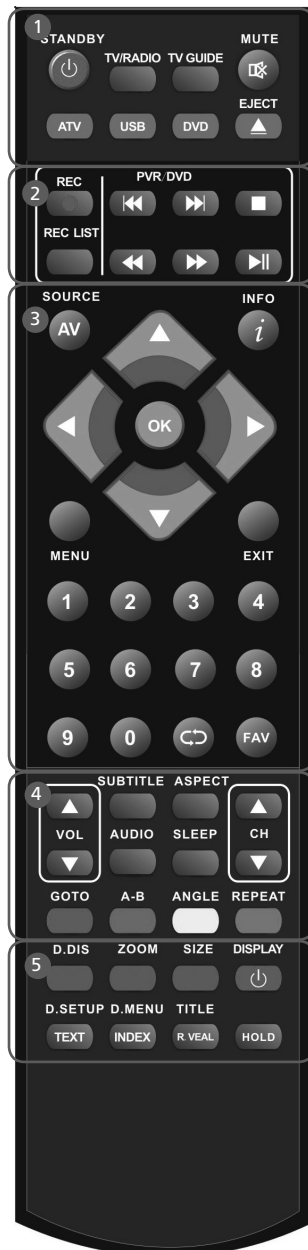 1
STANDBY MUTE
TV/RADIO TV GUIDE
EJECT
ATV USB DVD
2
REC PVR/DVD
REC LIST
SOURCE INFO
3
AV i
OK
MENU EXIT
1 2 3 4
5 6 7 8
9 0 FAV
4
SUBTITLE ASPECT
VOL AUDIO SLEEP CH
GOTO A-B ANGLE REPEAT
5
D.DIS ZOOM SIZE DISPLAY
D.SETUP D.MENU TITLE
TEXT INDEX R.VEAL HOLD